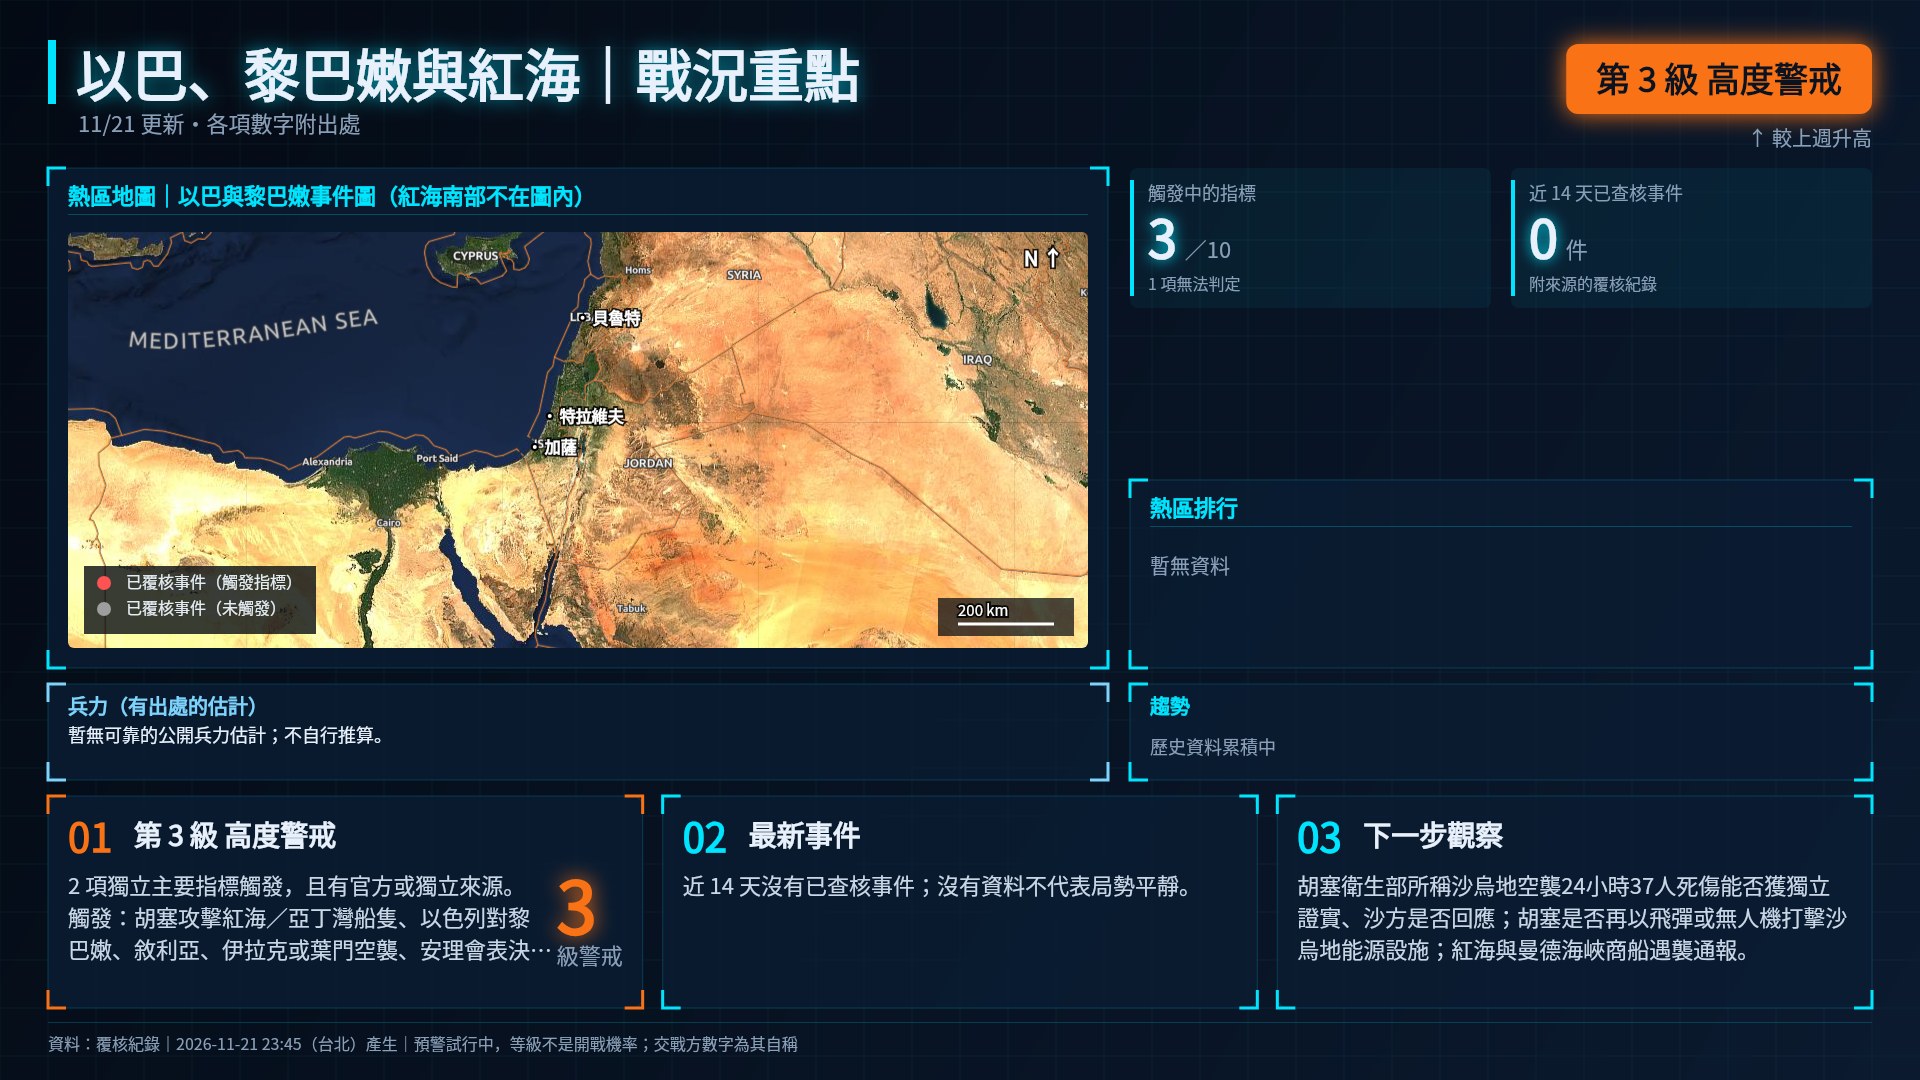 以巴、黎巴嫩與紅海｜戰況重點
11/21 更新・各項數字附出處
第 3 級 高度警戒
↑ 較上週升高
熱區地圖｜以巴與黎巴嫩事件圖（紅海南部不在圖內）
CYPRUS
MEDITERRANEAN SEA
Homs
SYRIA
N ↑
貝魯特
IRAQ
特拉維夫
加薩
JORDAN
Alexandria
Port Said
Cairo
Tabuk
已覆核事件（觸發指標）
已覆核事件（未觸發）
200 km
觸發中的指標
3 ／10
1 項無法判定
近 14 天已查核事件
0 件
附來源的覆核紀錄
熱區排行
暫無資料
兵力（有出處的估計）
暫無可靠的公開兵力估計；不自行推算。
趨勢
歷史資料累積中
01 第 3 級 高度警戒
2 項獨立主要指標觸發，且有官方或獨立來源。
觸發：胡塞攻擊紅海／亞丁灣船隻、以色列對黎
巴嫩、敘利亞、伊拉克或葉門空襲、安理會表決…
3
級警戒
02 最新事件
近 14 天沒有已查核事件；沒有資料不代表局勢平靜。
03 下一步觀察
胡塞衛生部所稱沙烏地空襲24小時37人死傷能否獲獨立
證實、沙方是否回應；胡塞是否再以飛彈或無人機打擊沙
烏地能源設施；紅海與曼德海峽商船遇襲通報。
資料：覆核紀錄｜2026-11-21 23:45（台北）產生｜預警試行中，等級不是開戰機率；交戰方數字為其自稱